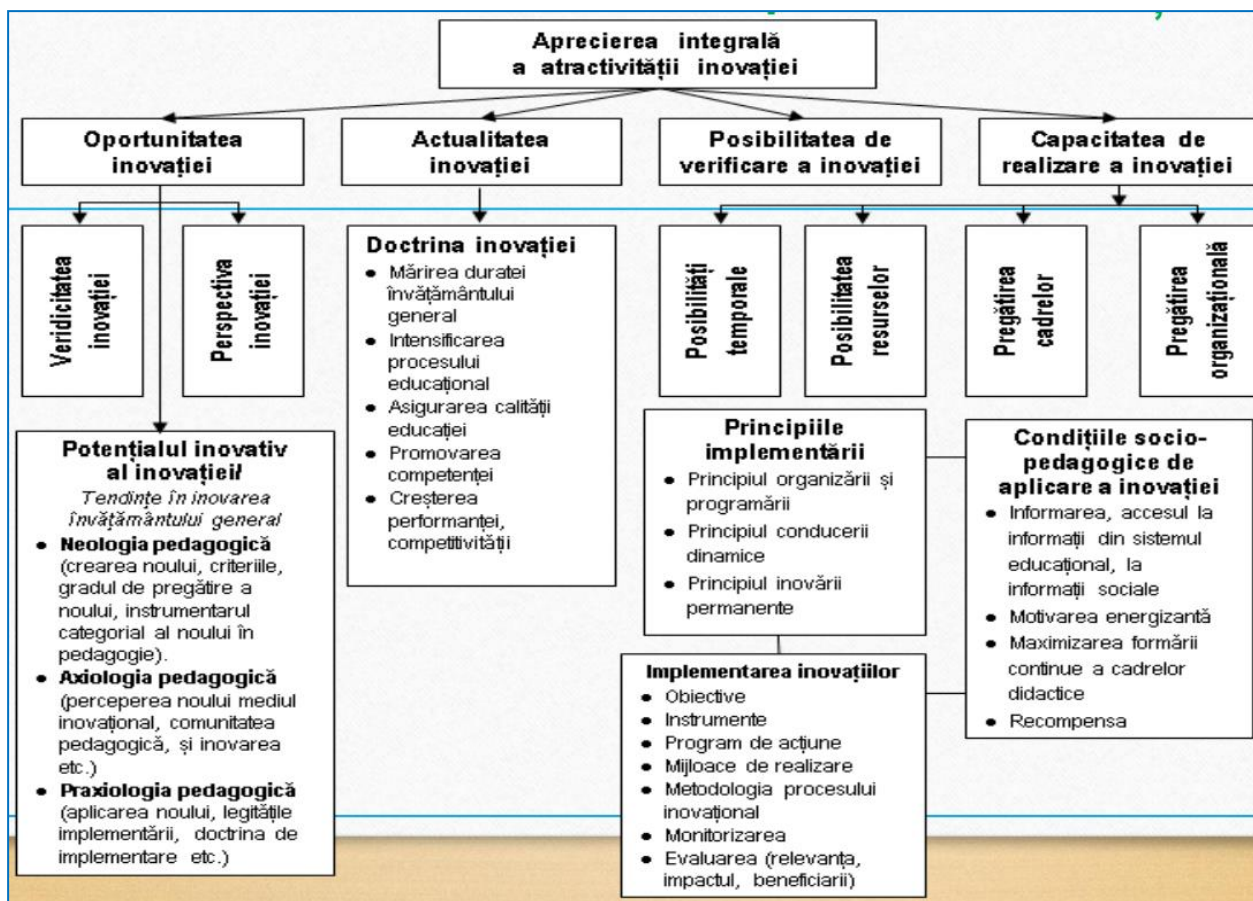 Aprecierea integrală
a atractivității inovației
Oportunitatea
inovației
Actualitatea
inovației
Posibilitatea de
verificare a inovației
Capacitatea de
realizare a inovației
Veridicitatea
inovației
Perspectiva
inovației
Doctrina inovației
● Mărirea duratei
învățământului
general
● Intensificarea
procesului
educațional
● Asigurarea calității
educației
● Promovarea
competenței
● Creșterea
performanței,
competitivității
Posibilități
temporale
Posibilitatea
resurselor
Pregătirea
cadrelor
Pregătirea
organizațională
Potențialul inovativ
al inovației/
Tendințe în inovarea
învățământului general
● Neologia pedagogică
(crearea noului, criteriile,
gradul de pregătire a
noului, instrumentarul
categorial al noului în
pedagogie).
● Axiologia pedagogică
(perceperea noului mediul
inovațional, comunitatea
pedagogică, și inovarea
etc.)
● Praxiologia pedagogică
(aplicarea noului, legitățile
implementării, doctrina de
implementare etc.)
Principiile
implementării
● Principiul organizării și
programării
● Principiul conducerii
dinamice
● Principiul inovării
permanente
Condițiile socio-
pedagogice de
aplicare a inovației
● Informarea, accesul la
informații din sistemul
educațional, la
informații sociale
● Motivarea energizantă
● Maximizarea formării
continue a cadrelor
didactice
● Recompensa
Implementarea inovațiilor
● Obiective
● Instrumente
● Program de acțiune
● Mijloace de realizare
● Metodologia procesului
inovațional
● Monitorizarea
● Evaluarea (relevanța,
impactul, beneficiarii)